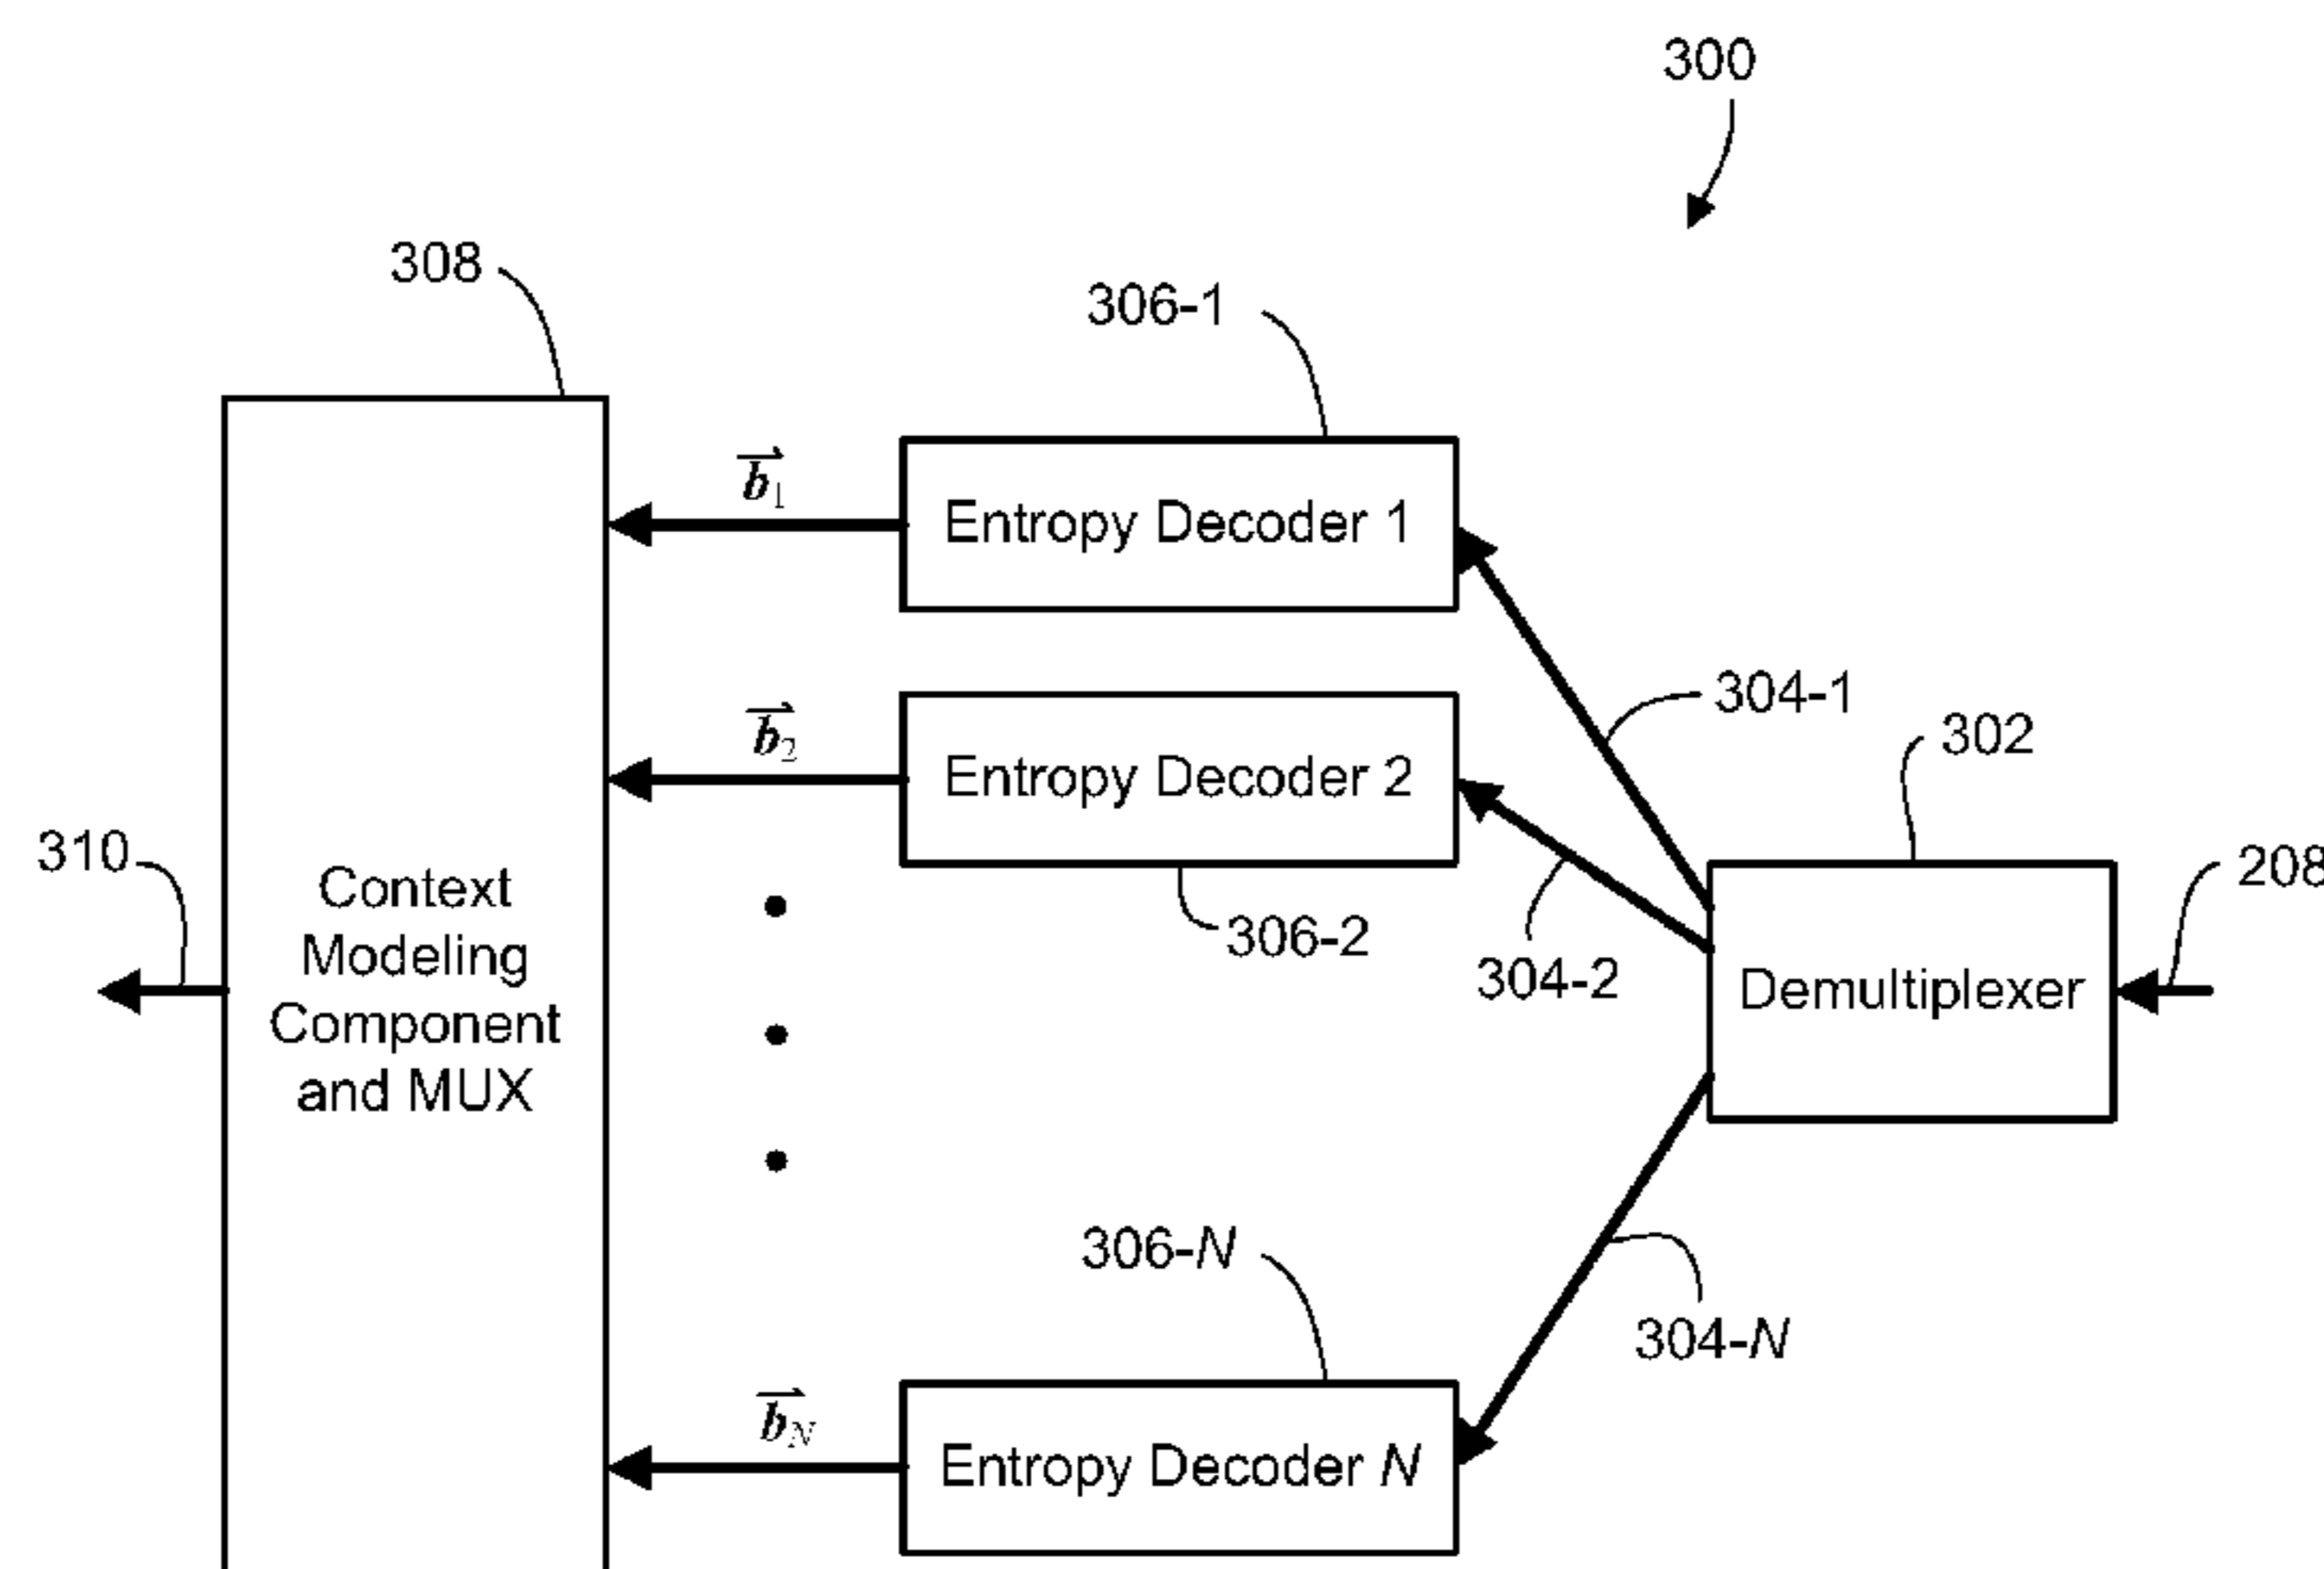 300
308
306-1
b₁
Entropy Decoder 1
304-1
302
b₂
Entropy Decoder 2
310
208
Context
Modeling
Component
and MUX
306-2
304-2
Demultiplexer
306-N
304-N
b_N
Entropy Decoder N